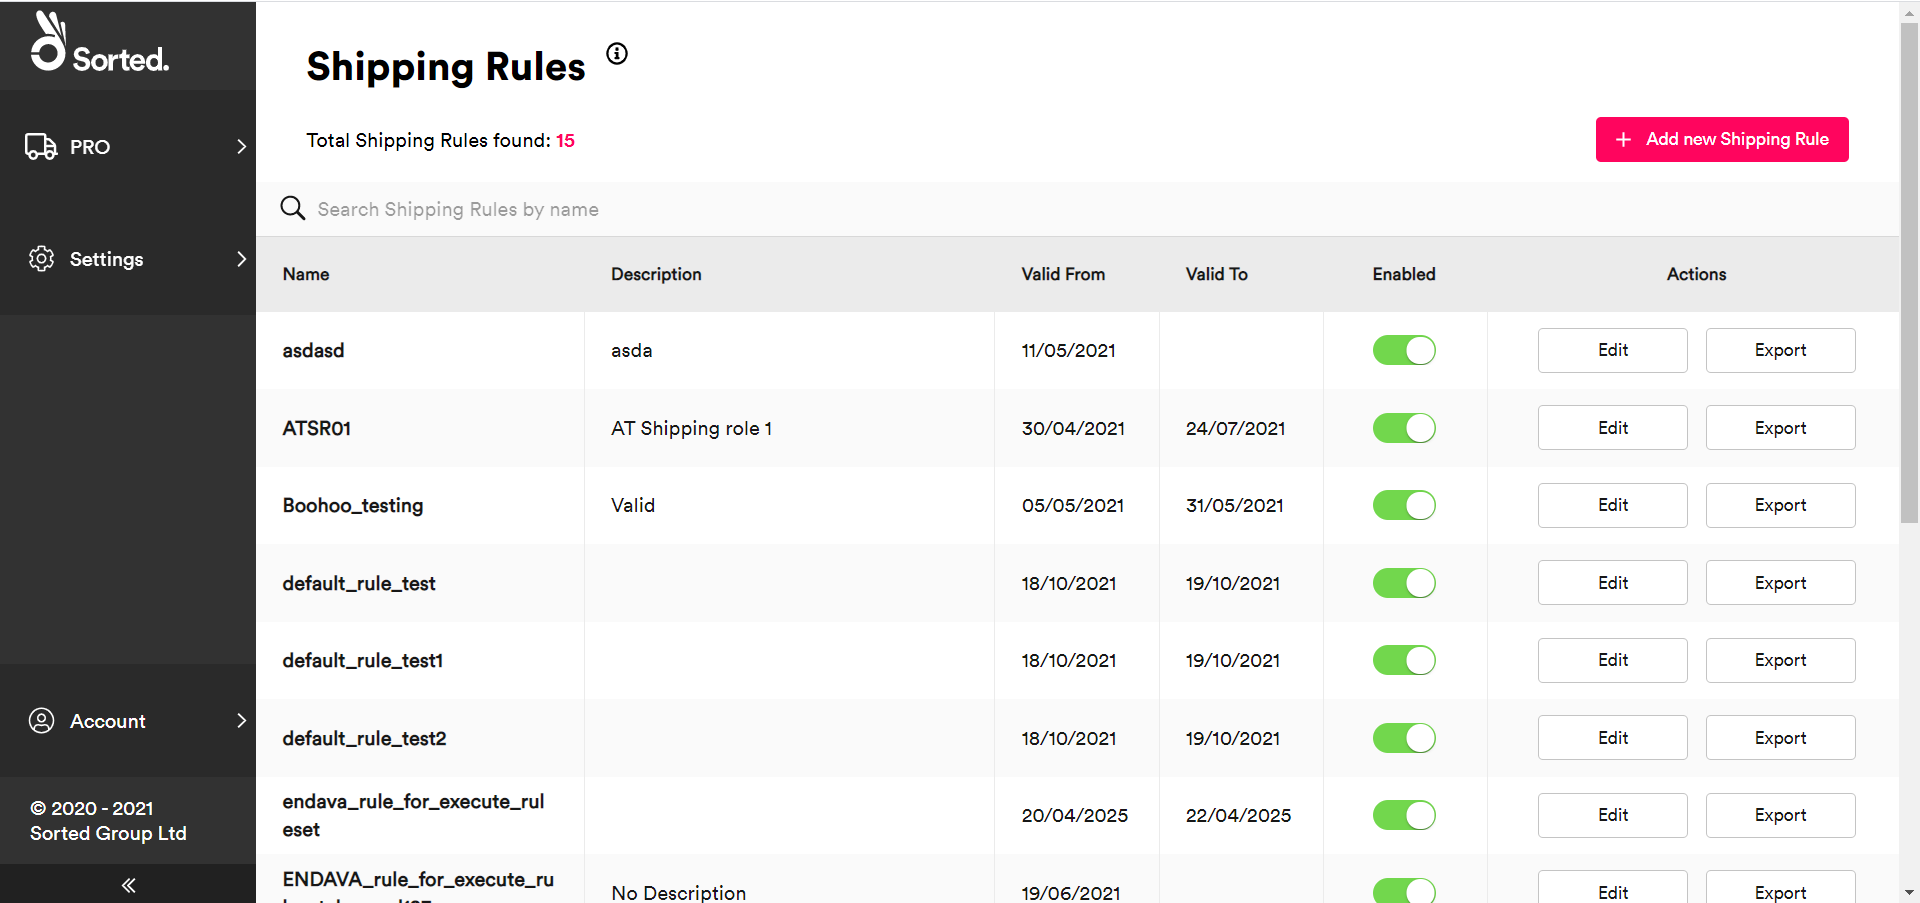 Sorted.
PRO
Settings
Account
© 2020 - 2021
Sorted Group Ltd
Shipping Rules
Total Shipping Rules found: 15
+ Add new Shipping Rule
Search Shipping Rules by name
Name Description Valid From Valid To Enabled Actions
asdasd asda 11/05/2021 Edit Export
ATSR01 AT Shipping role 1 30/04/2021 24/07/2021 Edit Export
Boohoo_testing Valid 05/05/2021 31/05/2021 Edit Export
default_rule_test 18/10/2021 19/10/2021 Edit Export
default_rule_test1 18/10/2021 19/10/2021 Edit Export
default_rule_test2 18/10/2021 19/10/2021 Edit Export
endava_rule_for_execute_rul
eset 20/04/2025 22/04/2025 Edit Export
ENDAVA_rule_for_execute_ru
No Description 19/06/2021 Edit Export